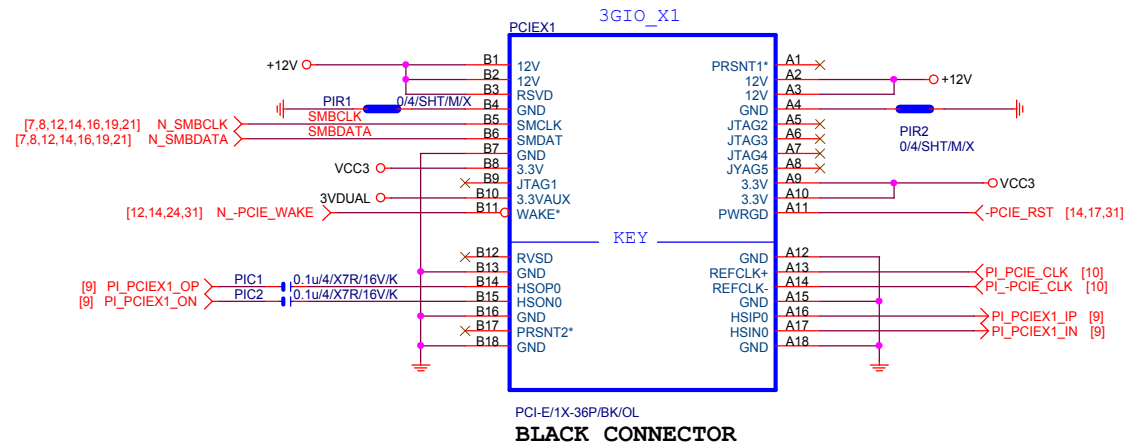 3GIO_X1
PCIEX1
+12V B1 12V PRSNT1* A1
B2 12V 12V A2 +12V
B3 RSVD 12V A3
PIR1 0/4/SHT/M/X B4 GND GND A4
[7,8,12,14,16,19,21] N_SMBCLK SMBCLK B5 SMCLK JTAG2 A5 PIR2
[7,8,12,14,16,19,21] N_SMBDATA SMBDATA B6 SMDAT JTAG3 A6 0/4/SHT/M/X
B7 GND JTAG4 A7
VCC3 B8 3.3V JYAG5 A8
B9 JTAG1 3.3V A9 VCC3
3VDUAL B10 3.3VAUX 3.3V A10
[12,14,24,31] N_-PCIE_WAKE B11 WAKE* PWRGD A11 -PCIE_RST [14,17,31]
KEY
B12 RVSD GND A12
B13 GND REFCLK+ A13 PI_PCIE_CLK [10]
[9] PI_PCIEX1_OP PIC1 0.1u/4/X7R/16V/K B14 HSOP0 REFCLK- A14 PI_-PCIE_CLK [10]
[9] PI_PCIEX1_ON PIC2 0.1u/4/X7R/16V/K B15 HSON0 GND A15
B16 GND HSIP0 A16 PI_PCIEX1_IP [9]
B17 PRSNT2* HSIN0 A17 PI_PCIEX1_IN [9]
B18 GND GND A18
PCI-E/1X-36P/BK/OL
BLACK CONNECTOR